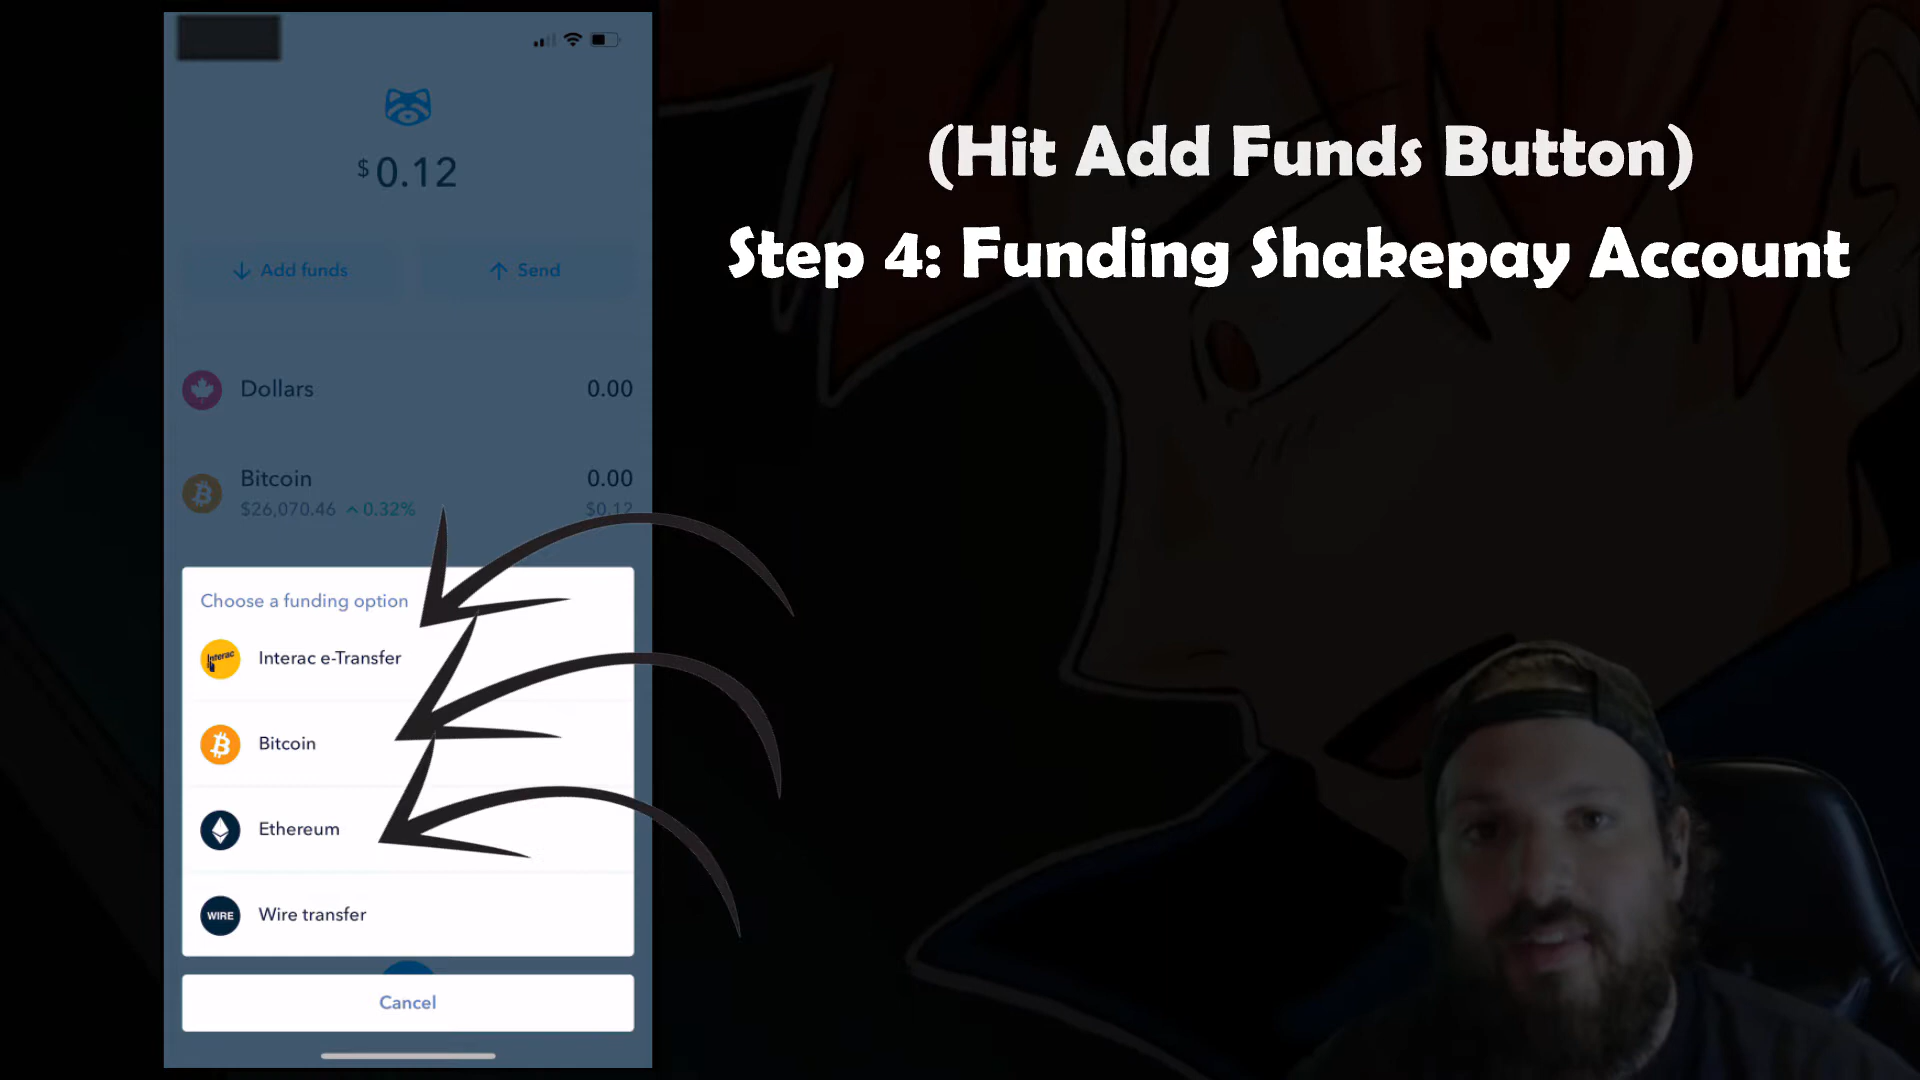 (Hit Add Funds Button)
Step 4: Funding Shakepay Account
$0.12
Add funds
Send
Dollars 0.00
Bitcoin 0.00
$26,070.46 0.32% $0.12
Choose a funding option
Interac
Interac e-Transfer
Bitcoin
Ethereum
WIRE
Wire transfer
Cancel